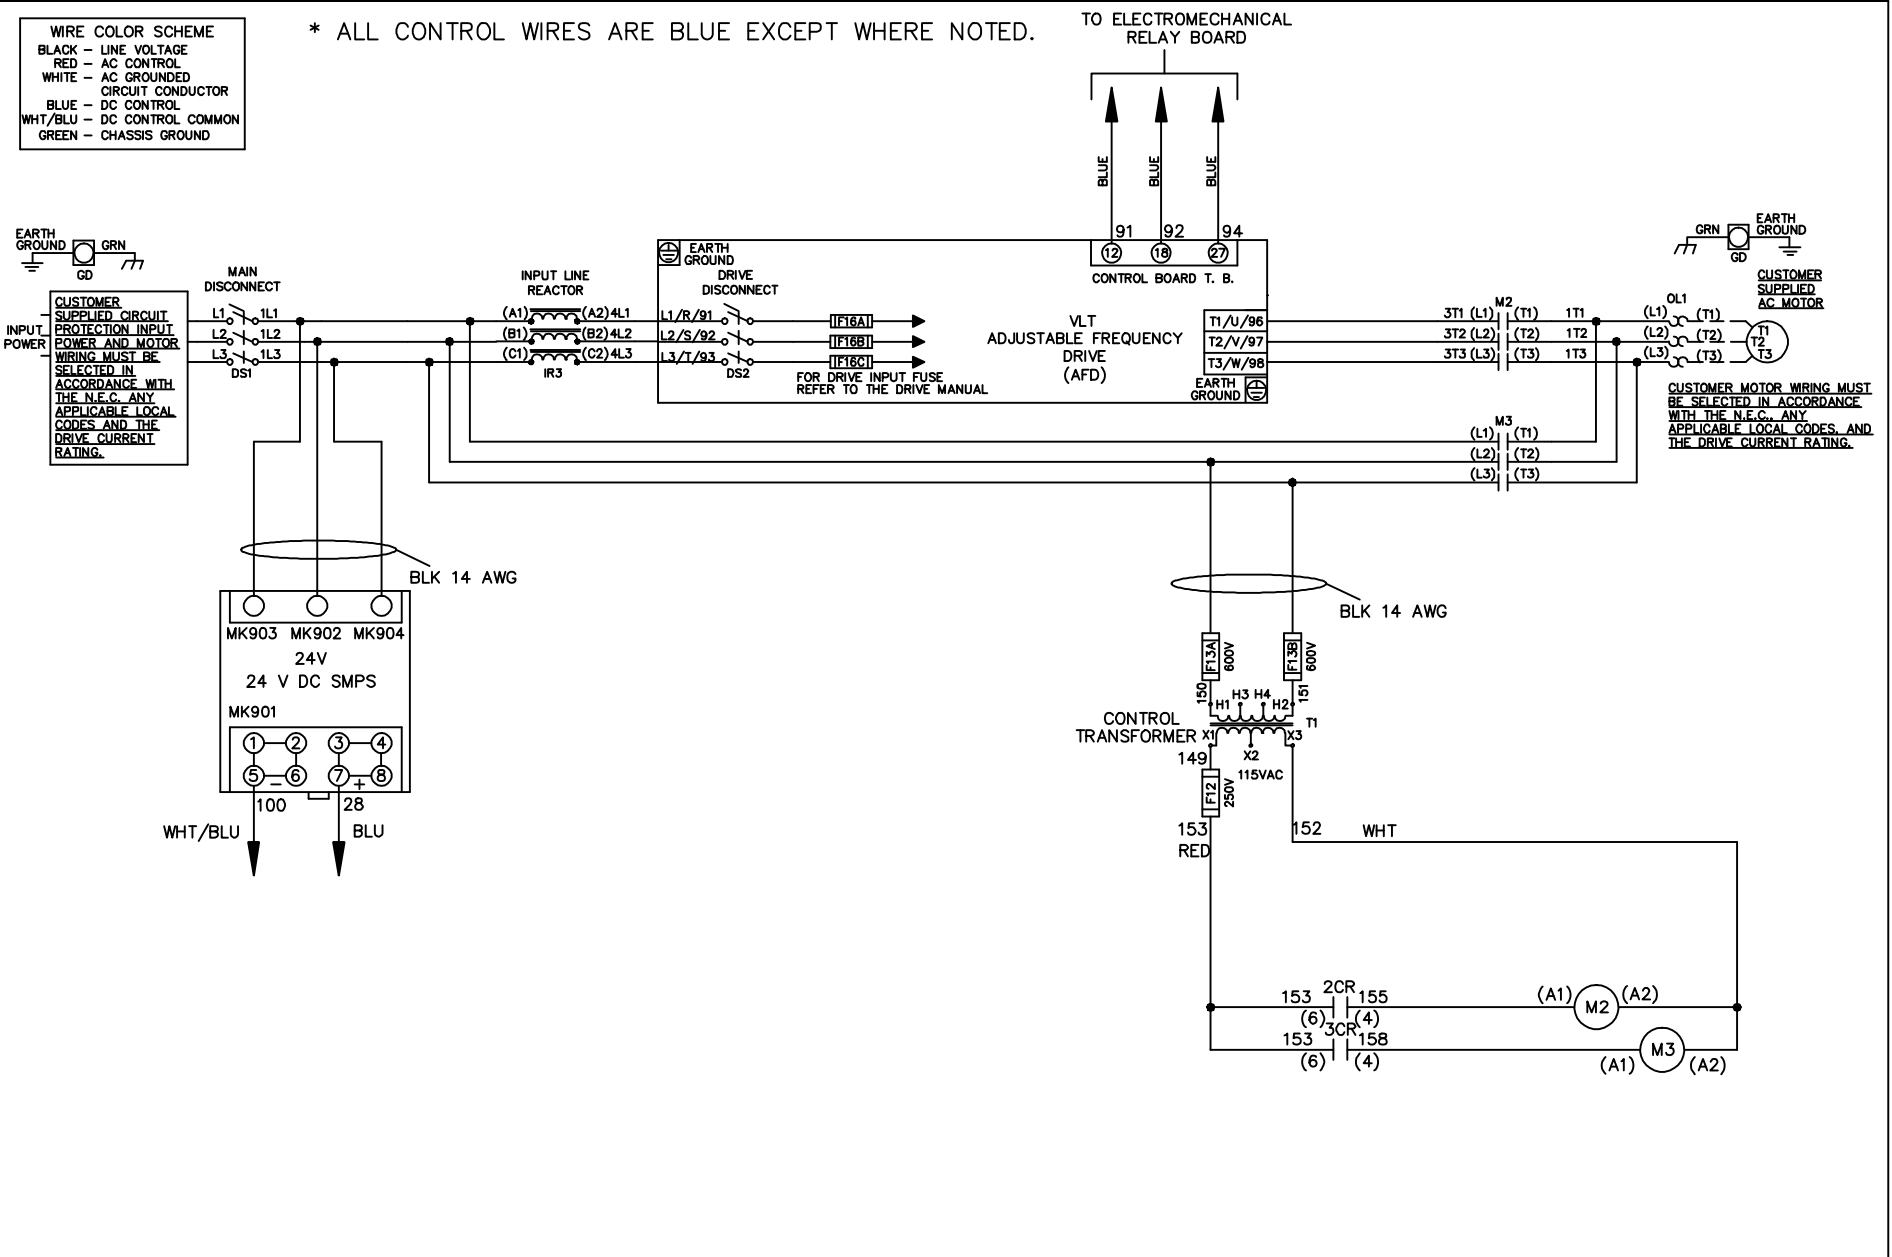 WIRE COLOR SCHEME
BLACK – LINE VOLTAGE
RED – AC CONTROL
WHITE – AC GROUNDED
CIRCUIT CONDUCTOR
BLUE – DC CONTROL
WHT/BLU – DC CONTROL COMMON
GREEN – CHASSIS GROUND
* ALL CONTROL WIRES ARE BLUE EXCEPT WHERE NOTED.
TO ELECTROMECHANICAL
RELAY BOARD
BLUE
BLUE
BLUE
91 92 94
12 18 27
CONTROL BOARD T. B.
EARTH
GROUND
GRN
GD
INPUT
POWER
CUSTOMER
SUPPLIED CIRCUIT
PROTECTION INPUT
POWER AND MOTOR
WIRING MUST BE
SELECTED IN
ACCORDANCE WITH
THE N.E.C. ANY
APPLICABLE LOCAL
CODES AND THE
DRIVE CURRENT
RATING.
MAIN
DISCONNECT
L1 1L1
L2 1L2
L3 1L3
DS1
INPUT LINE
REACTOR
(A1) (A2) 4L1
(B1) (B2) 4L2
(C1) (C2) 4L3
IR3
EARTH
GROUND
DRIVE
DISCONNECT
L1/R/91
L2/S/92
L3/T/93
DS2
F16A
F16B
F16C
FOR DRIVE INPUT FUSE
REFER TO THE DRIVE MANUAL
VLT
ADJUSTABLE FREQUENCY
DRIVE
(AFD)
T1/U/96
T2/V/97
T3/W/98
EARTH
GROUND
M2
3T1 (L1) (T1) 1T1
3T2 (L2) (T2) 1T2
3T3 (L3) (T3) 1T3
OL1
(L1) (T1)
(L2) (T2)
(L3) (T3)
T1
T2
T3
GRN
EARTH
GROUND
GD
CUSTOMER
SUPPLIED
AC MOTOR
CUSTOMER MOTOR WIRING MUST
BE SELECTED IN ACCORDANCE
WITH THE N.E.C., ANY
APPLICABLE LOCAL CODES, AND
THE DRIVE CURRENT RATING.
M3
(L1) (T1)
(L2) (T2)
(L3) (T3)
BLK 14 AWG
MK903 MK902 MK904
24V
24 V DC SMPS
MK901
1 2 3 4
5 – 6 7 + 8
100 28
WHT/BLU BLU
BLK 14 AWG
F13A
600V
F13B
600V
150
151
H1 H3 H4 H2
T1
CONTROL
TRANSFORMER
X1 X3
X2
149
115VAC
F12
250V
153
RED
152 WHT
2CR
153 155
(6) (4)
(A1) M2 (A2)
3CR
153 158
(6) (4)
(A1) M3 (A2)